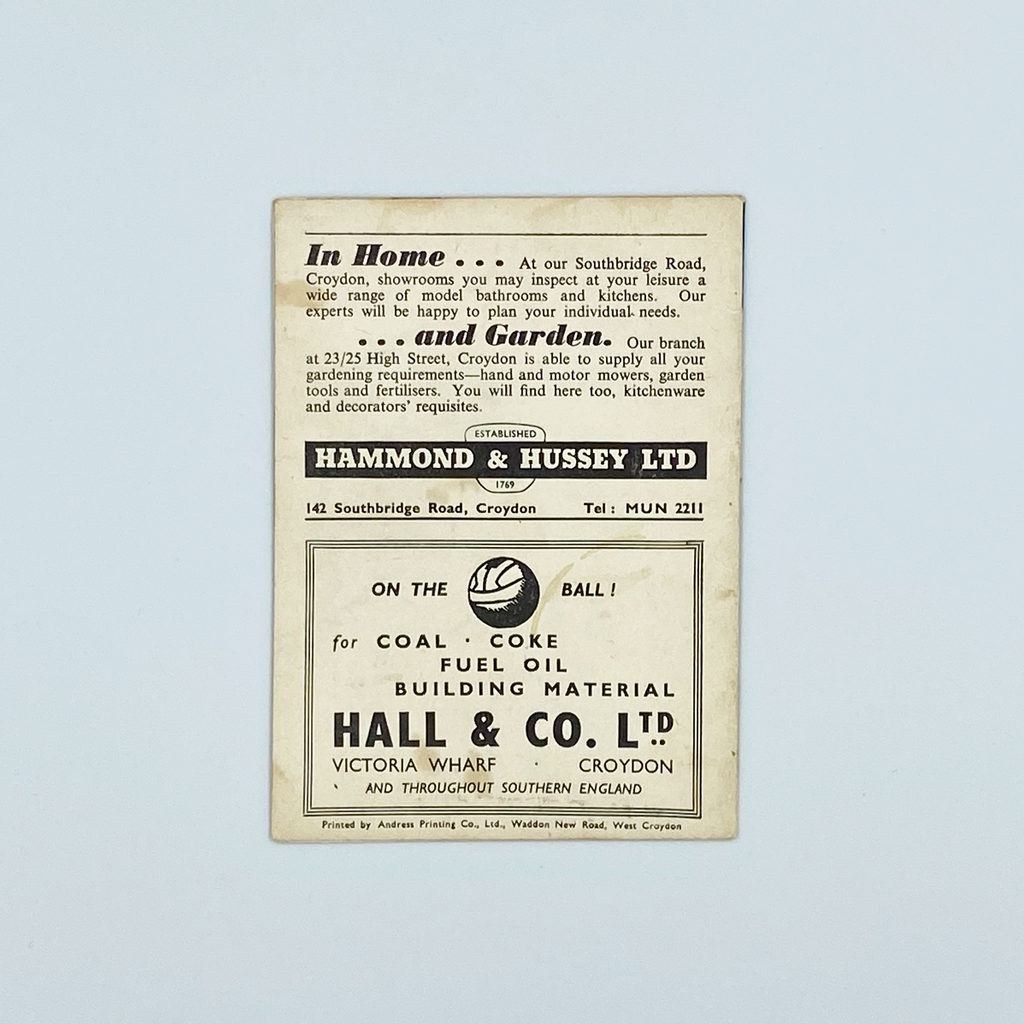 In Home . . . At our Southbridge Road,
Croydon, showrooms you may inspect at your leisure a
wide range of model bathrooms and kitchens. Our
experts will be happy to plan your individual needs.
. . . and Garden. Our branch
at 23/25 High Street, Croydon is able to supply all your
gardening requirements—hand and motor mowers, garden
tools and fertilisers. You will find here too, kitchenware
and decorators' requisites.
ESTABLISHED
HAMMOND & HUSSEY LTD
1769
142 Southbridge Road, Croydon Tel : MUN 2211
ON THE BALL !
for COAL · COKE
FUEL OIL
BUILDING MATERIAL
HALL & CO. LTD
VICTORIA WHARF · CROYDON
AND THROUGHOUT SOUTHERN ENGLAND
Printed by Andress Printing Co., Ltd., Waddon New Road, West Croydon